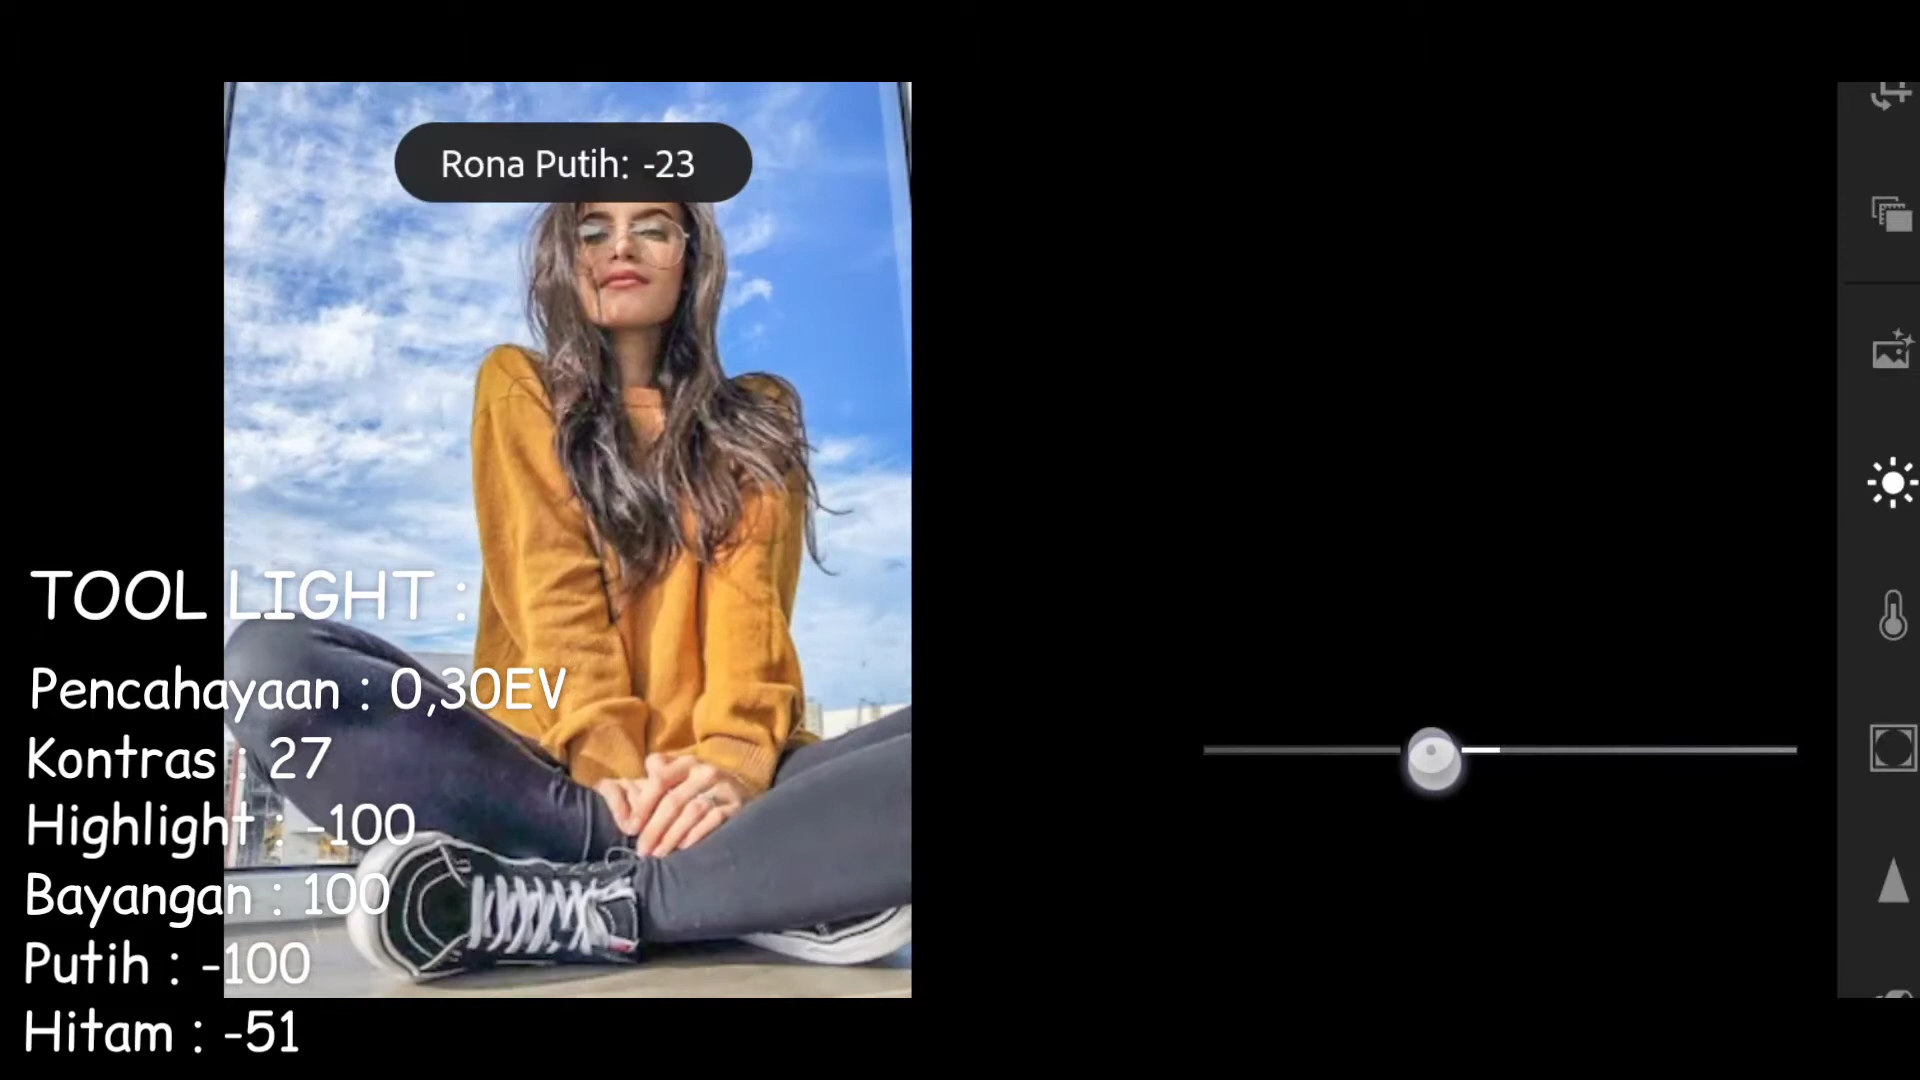 Rona Putih: -23
TOOL LIGHT :
Pencahayaan : 0,30EV
Kontras : 27
Highlight : -100
Bayangan : 100
Putih : -100
Hitam : -51